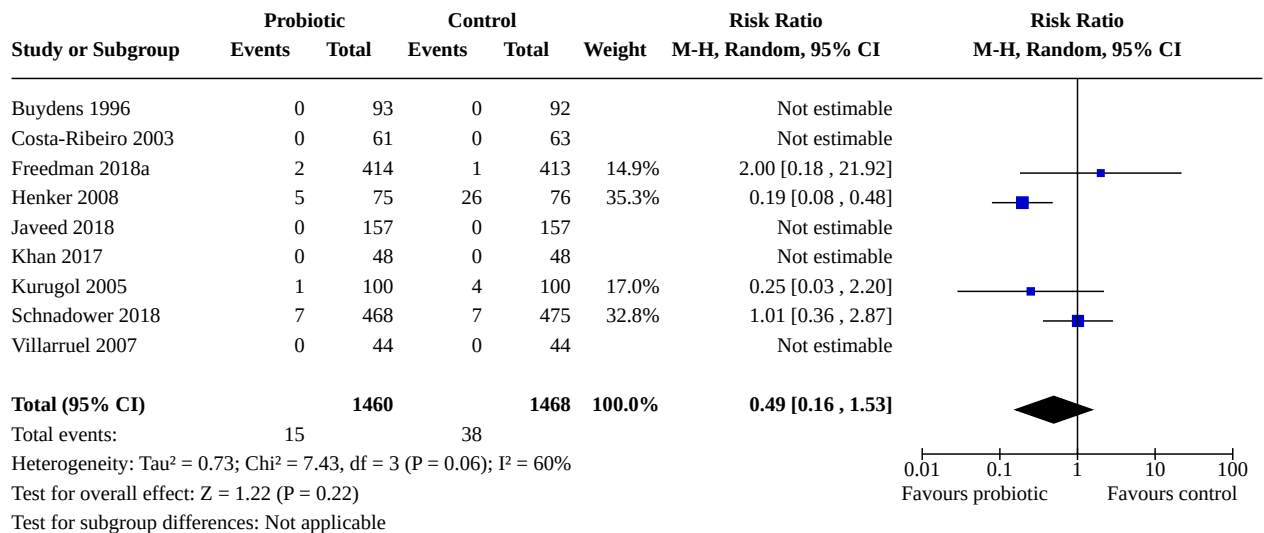 Probiotic Control Risk Ratio Risk Ratio
Study or Subgroup Events Total Events Total Weight M-H, Random, 95% CI M-H, Random, 95% CI
Buydens 1996 0 93 0 92 Not estimable
Costa-Ribeiro 2003 0 61 0 63 Not estimable
Freedman 2018a 2 414 1 413 14.9% 2.00 [0.18 , 21.92]
Henker 2008 5 75 26 76 35.3% 0.19 [0.08 , 0.48]
Javeed 2018 0 157 0 157 Not estimable
Khan 2017 0 48 0 48 Not estimable
Kurugol 2005 1 100 4 100 17.0% 0.25 [0.03 , 2.20]
Schnadower 2018 7 468 7 475 32.8% 1.01 [0.36 , 2.87]
Villarruel 2007 0 44 0 44 Not estimable
Total (95% CI) 1460 1468 100.0% 0.49 [0.16 , 1.53]
Total events: 15 38
Heterogeneity: Tau² = 0.73; Chi² = 7.43, df = 3 (P = 0.06); I² = 60%
0.01 0.1 1 10 100
Test for overall effect: Z = 1.22 (P = 0.22) Favours probiotic Favours control
Test for subgroup differences: Not applicable